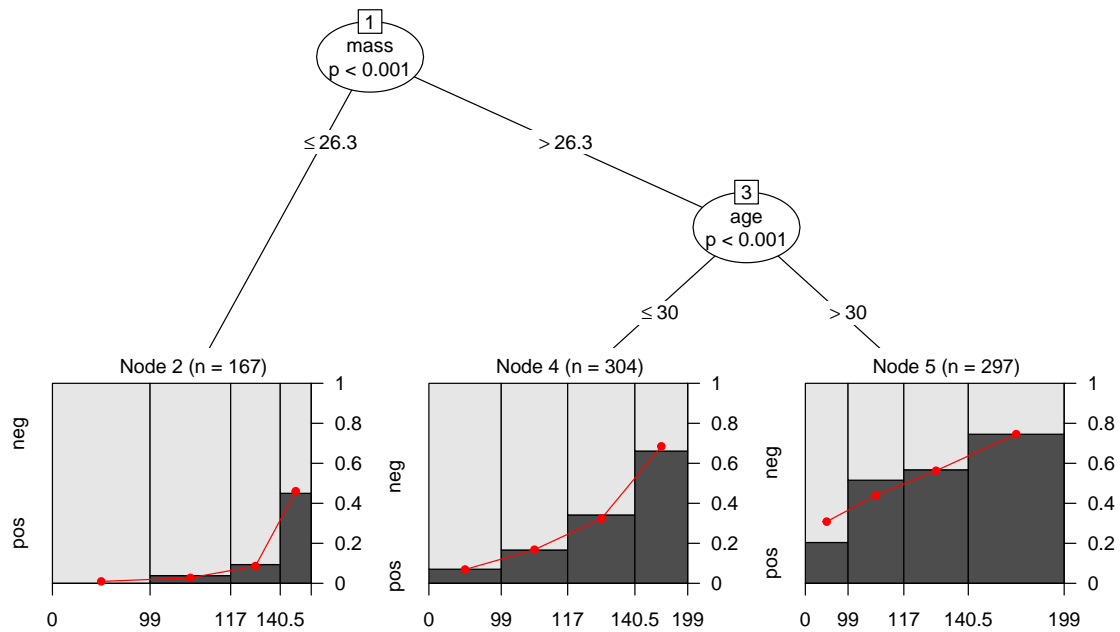 1
mass
p < 0.001
≤ 26.3
> 26.3
3
age
p < 0.001
≤ 30
> 30
Node 2 (n = 167)
pos
neg
0
99
117
140.5
0
0.2
0.4
0.6
0.8
1
Node 4 (n = 304)
pos
neg
0
99
117
140.5
199
0
0.2
0.4
0.6
0.8
1
Node 5 (n = 297)
pos
neg
0
99
117
140.5
199
0
0.2
0.4
0.6
0.8
1